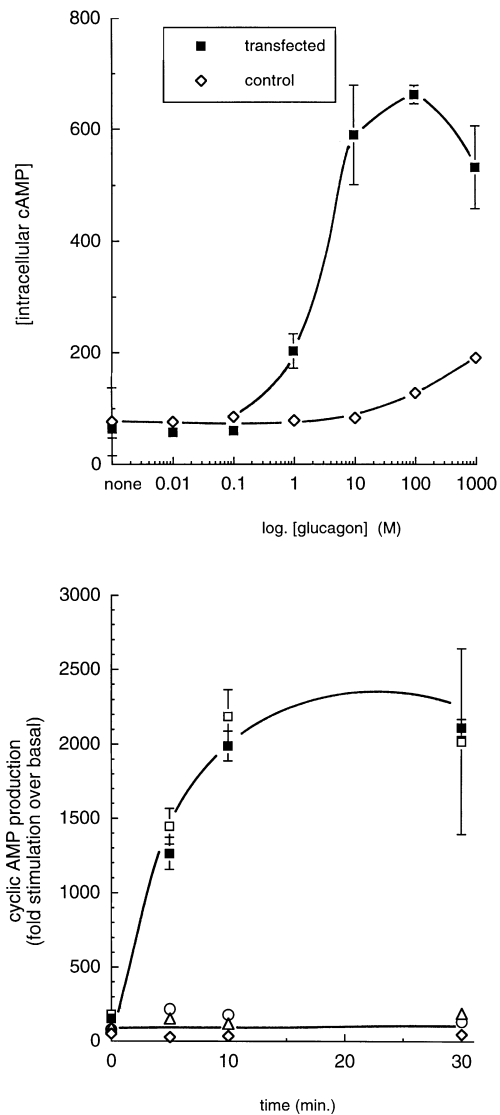 800
transfected
control
600
[intracellular cAMP]
400
200
0
none 0.01 0.1 1 10 100 1000
log. [glucagon] (M)
3000
2500
2000
cyclic AMP production
(fold stimulation over basal)
1500
1000
500
0
0 10 20 30
time (min.)